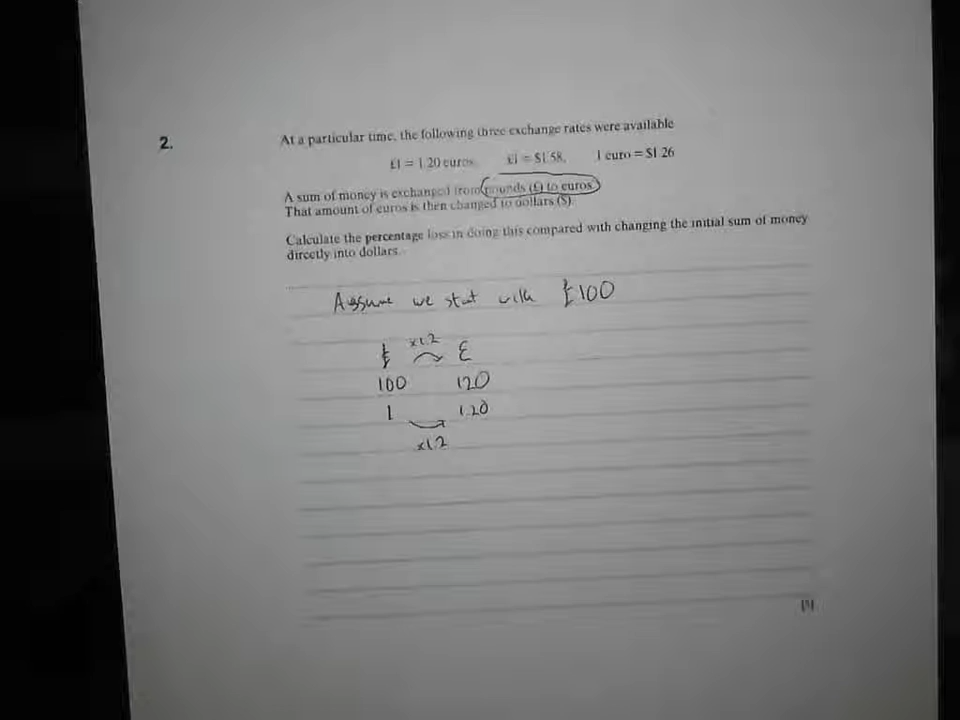 2.
At a particular time, the following three exchange rates were available
£1 = 1.20 euros, £1 = $1.58, 1 euro = $1.26
A sum of money is exchanged from pounds (£) to euros.
That amount of euros is then changed to dollars ($)
Calculate the percentage loss in doing this compared with changing the initial sum of money
directly into dollars.
Assume we start with £100
×1.2
£ €
100 120
1 1.20
×1.2